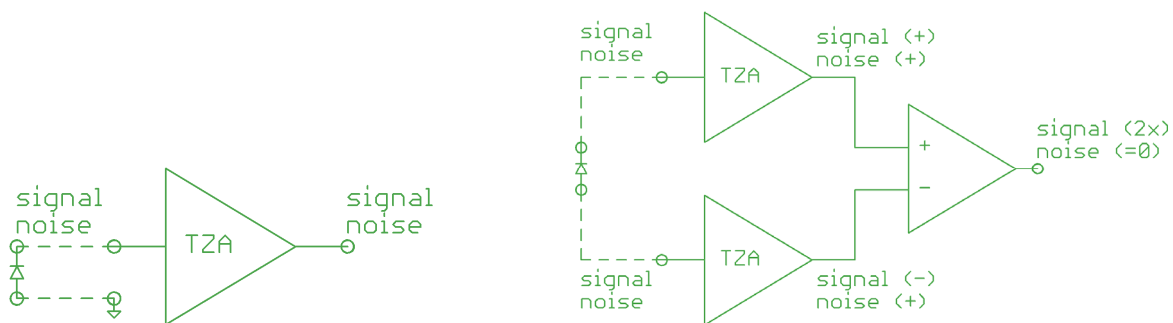 signal
noise
TZA
signal
noise
signal
noise
TZA
signal (+)
noise (+)
+
−
signal (2x)
noise (=0)
signal
noise
TZA
signal (-)
noise (+)